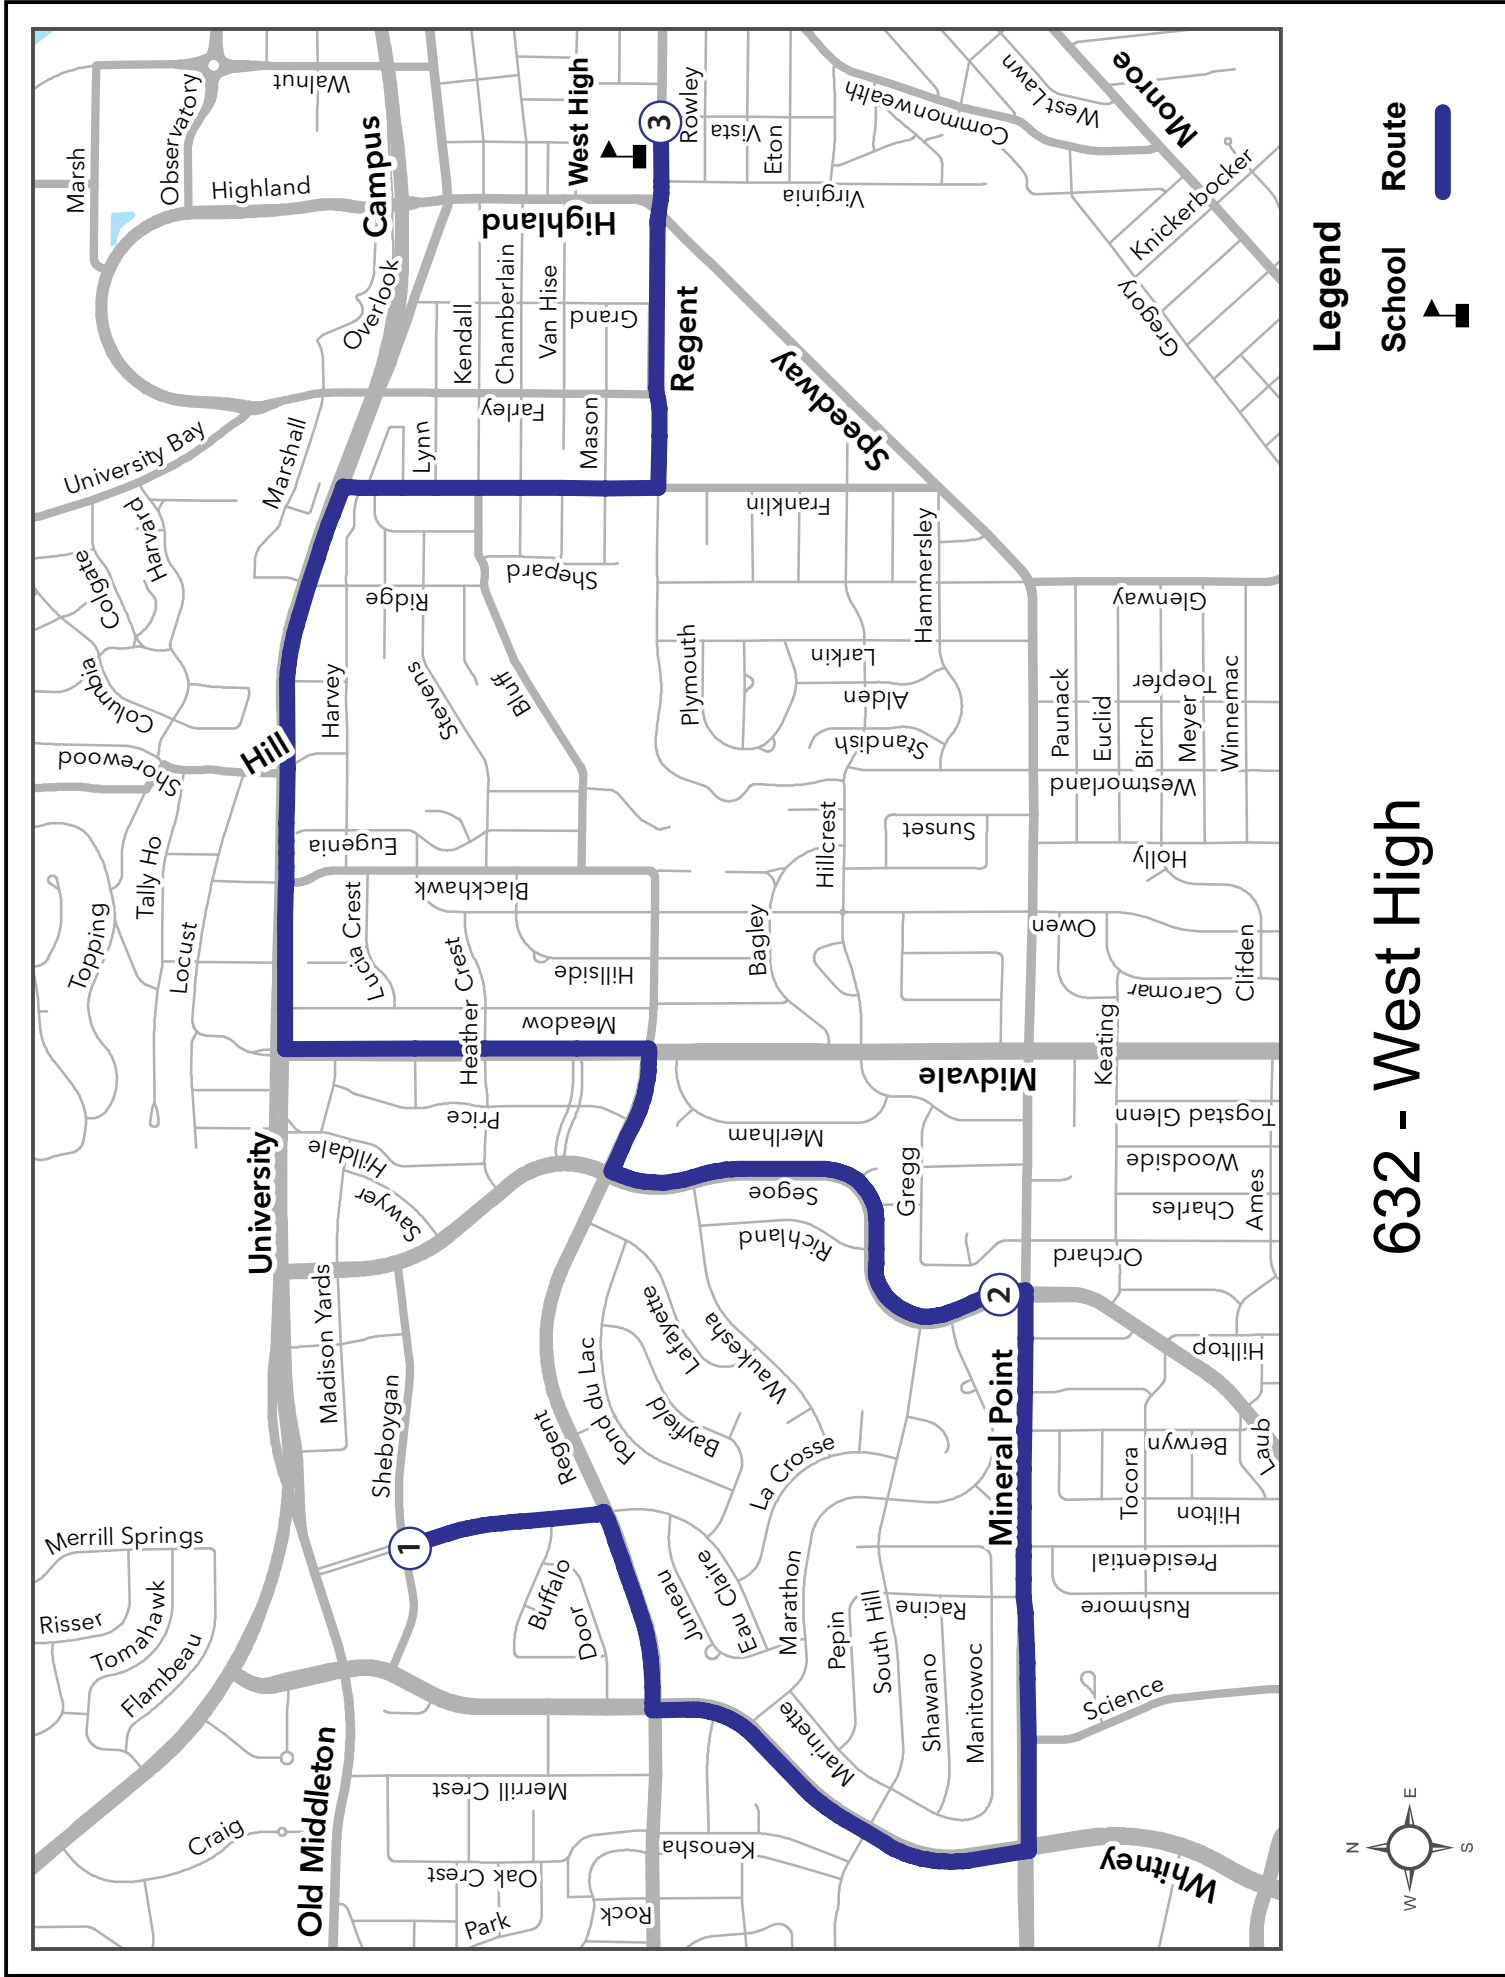 Marsh
Observatory
Walnut
Highland
Campus
West High
3
Rowley
Vista
Eton
Virginia
Commonwealth
West Lawn
Monroe
Knickerbocker
Gregory
Highland
Overlook
Kendall
Chamberlain
Van Hise
Grand
Regent
Speedway
University Bay
Marshall
Lynn
Farley
Mason
Franklin
Hammersley
Harvard
Colgate
Columbia
Shorewood
Ridge
Shepard
Harvey
Stevens
Bluff
Plymouth
Larkin
Alden
Standish
Glenway
Paunack
Euclid
Birch
Toepfer
Meyer
Winnemac
Westmorland
Hill
Eugenia
Blackhawk
Hillcrest
Sunset
Holly
Topping
Tally Ho
Locust
Lucia Crest
Heather Crest
Hillside
Meadow
Bagley
Owen
Caromar
Clifden
Keating
Midvale
University
Hilldale
Sawyer
Price
Merlham
Segoe
Richland
Gregg
Togstad Glenn
Woodside
Charles
Ames
Orchard
2
Madison Yards
Sheboygan
Regent
Fond du Lac
Lafayette
Waukesha
Bayfield
La Crosse
Mineral Point
Hilltop
Berwyn
Laub
Tocora
Hilton
Presidential
Rushmore
1
Merrill Springs
Risser
Tomahawk
Flambeau
Buffalo
Door
Juneau
Eau Claire
Marathon
Pepin
South Hill
Racine
Shawano
Manitowoc
Marinette
Science
Old Middleton
Craig
Merrill Crest
Oak Crest
Park
Rock
Kenosha
Whitney
Legend
School
Route
632 - West High
N
E
S
W